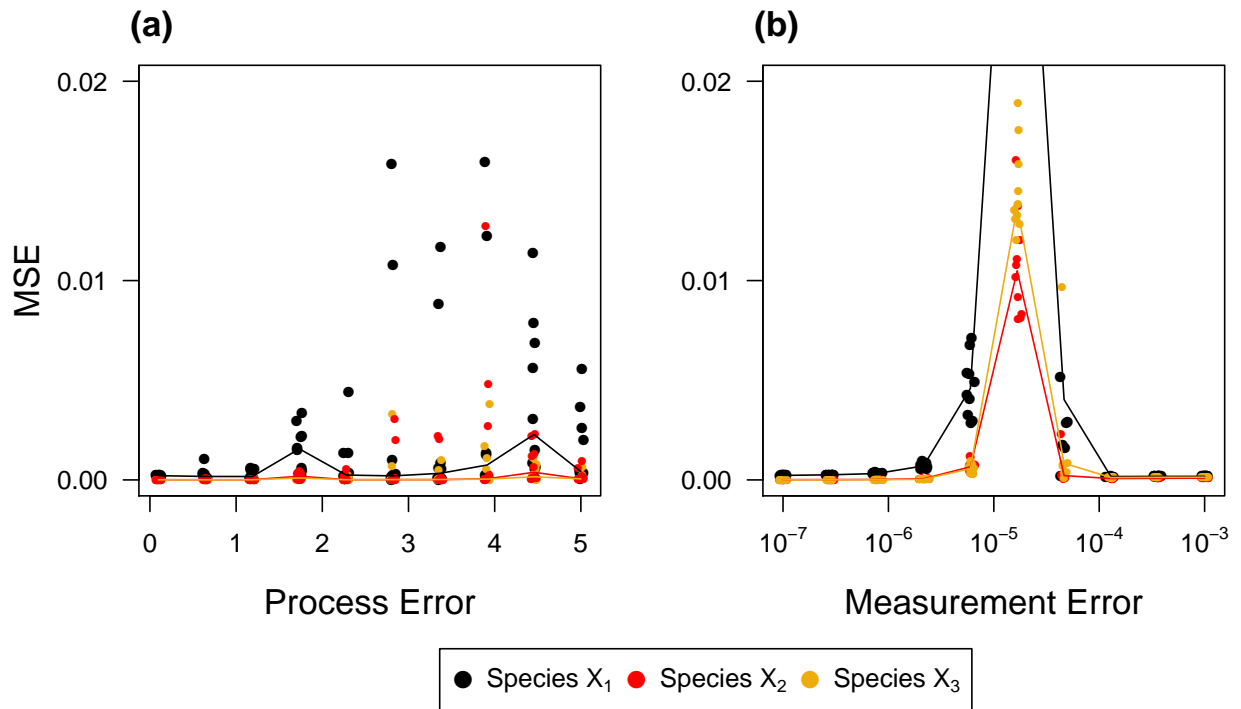 (a)
(b)
MSE
0.02
0.01
0.00
0 1 2 3 4 5
Process Error
0.02
0.01
0.00
10⁻⁷ 10⁻⁶ 10⁻⁵ 10⁻⁴ 10⁻³
Measurement Error
Species X₁ Species X₂ Species X₃